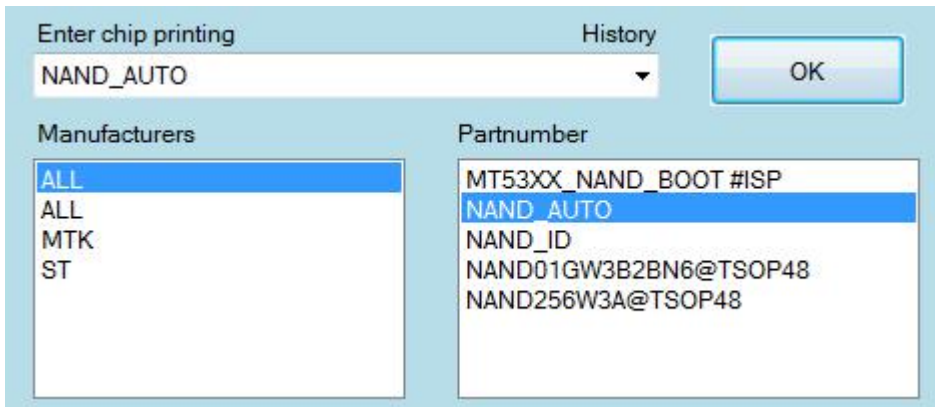 Enter chip printing History
NAND_AUTO
OK
Manufacturers
ALL
ALL
MTK
ST
Partnumber
MT53XX_NAND_BOOT #ISP
NAND_AUTO
NAND_ID
NAND01GW3B2BN6@TSOP48
NAND256W3A@TSOP48